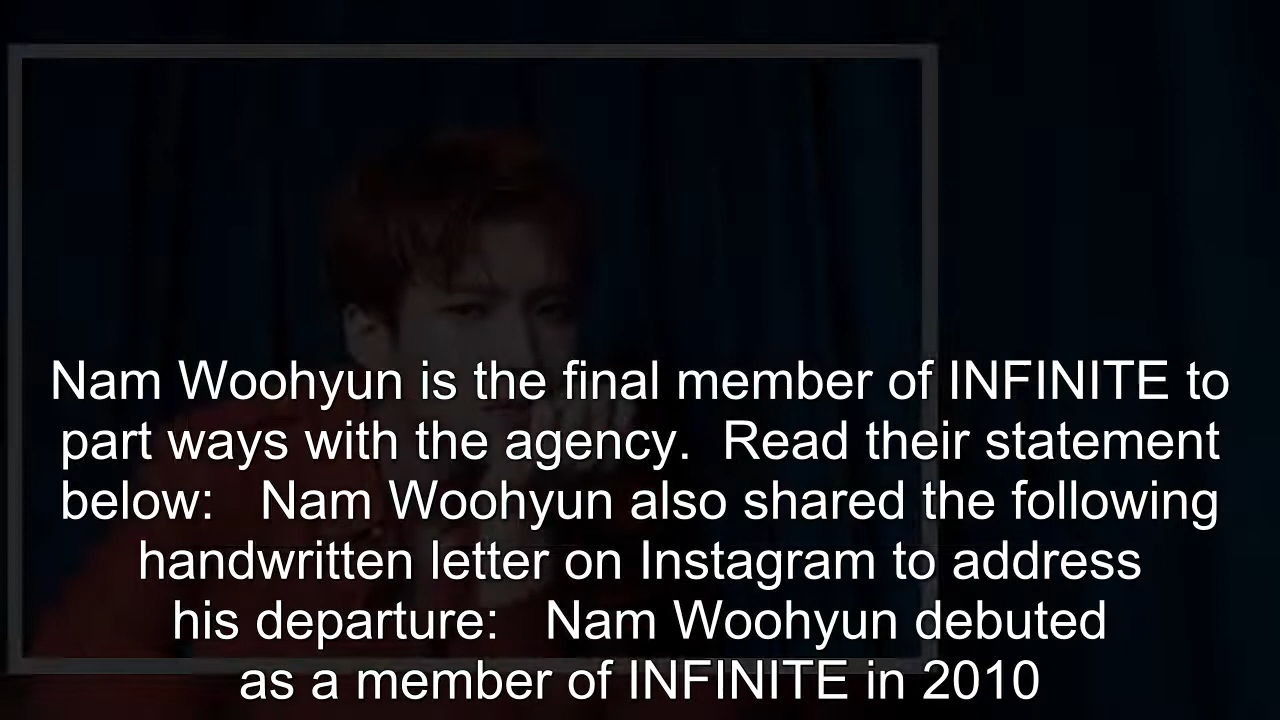 Nam Woohyun is the final member of INFINITE to
part ways with the agency.  Read their statement
below:   Nam Woohyun also shared the following
handwritten letter on Instagram to address
his departure:   Nam Woohyun debuted
as a member of INFINITE in 2010